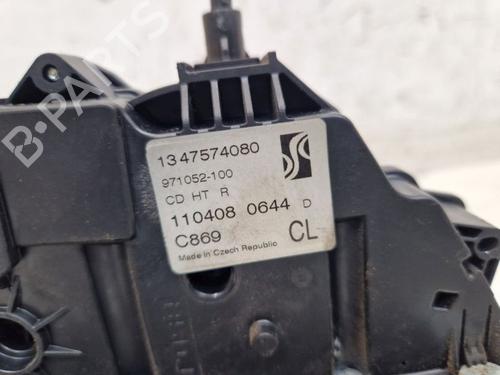 B-PARTS
1347574080
971052-100
CD HT R
110408 0644 D
C869 CL
Made in Czech Republic